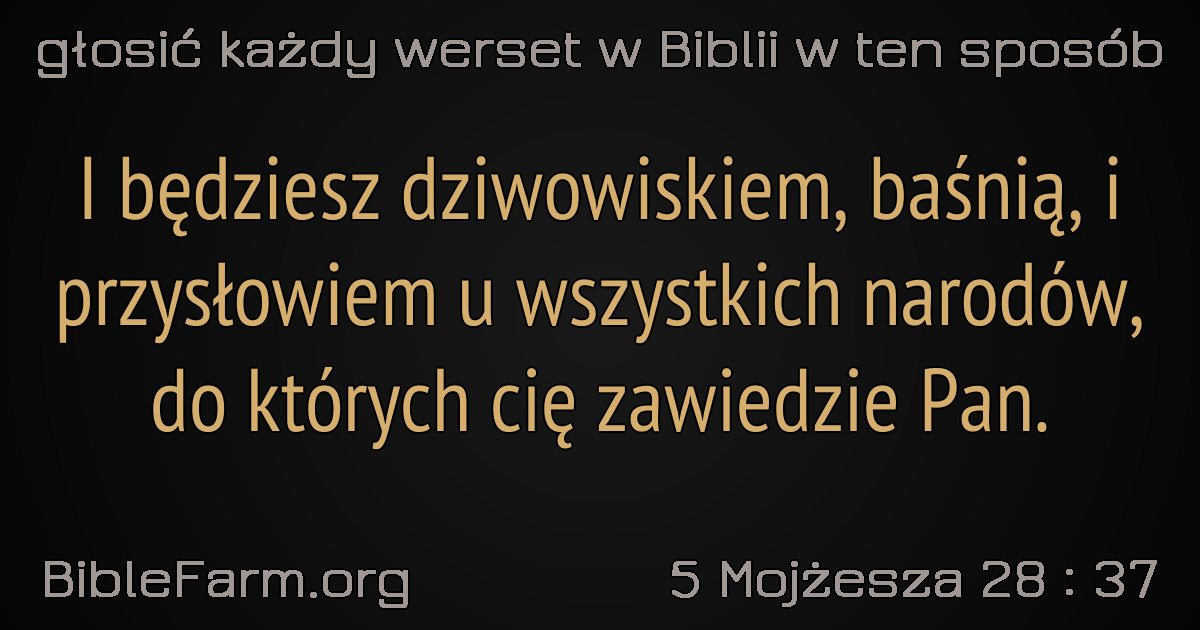 głosić każdy werset w Biblii w ten sposób
I będziesz dziwowiskiem, baśnią, i
przysłowiem u wszystkich narodów,
do których cię zawiedzie Pan.
BibleFarm.org
5 Mojżesza 28 : 37